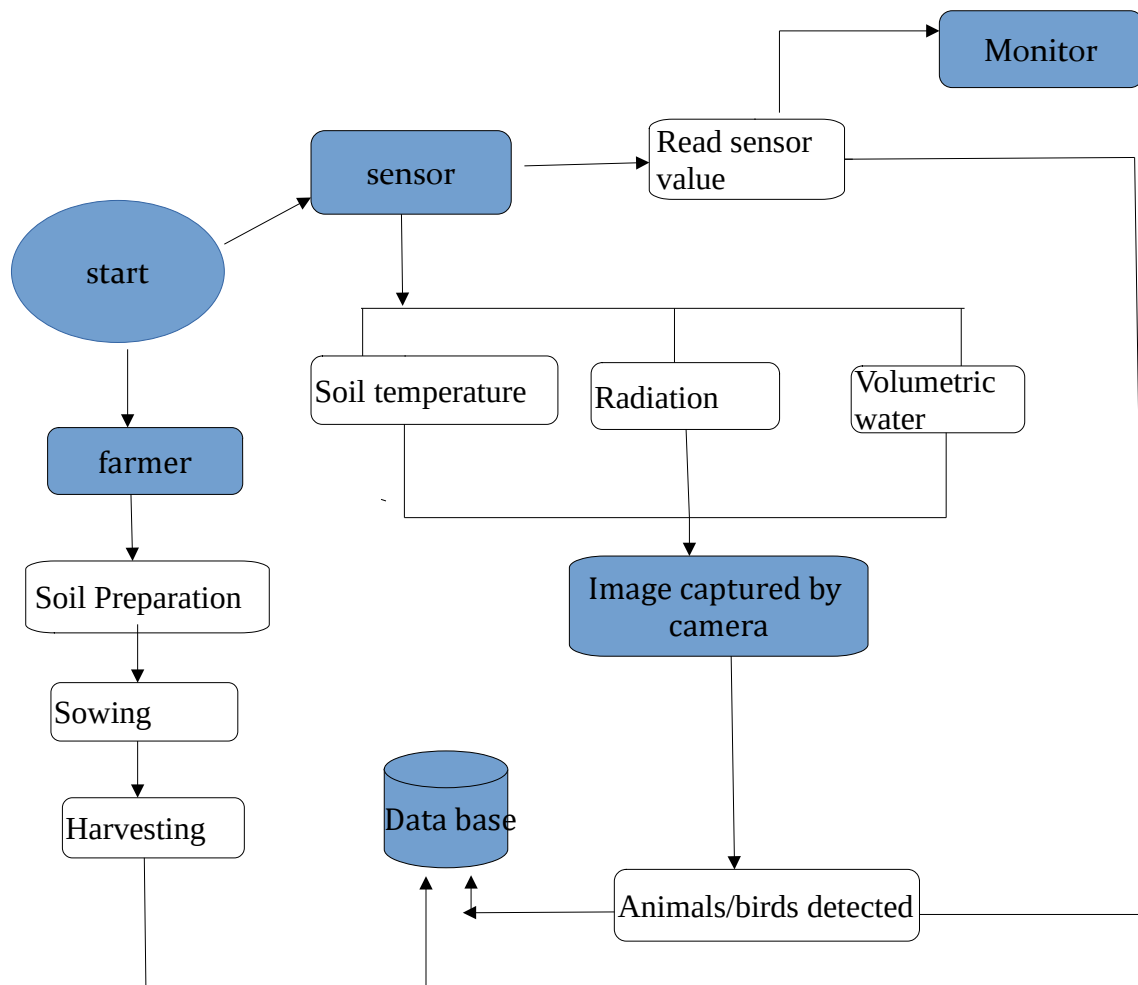 Monitor
Read sensor
value
sensor
start
Soil temperature
Radiation
Volumetric
water
farmer
Soil Preparation
Image captured by
camera
Sowing
Data base
Harvesting
Animals/birds detected